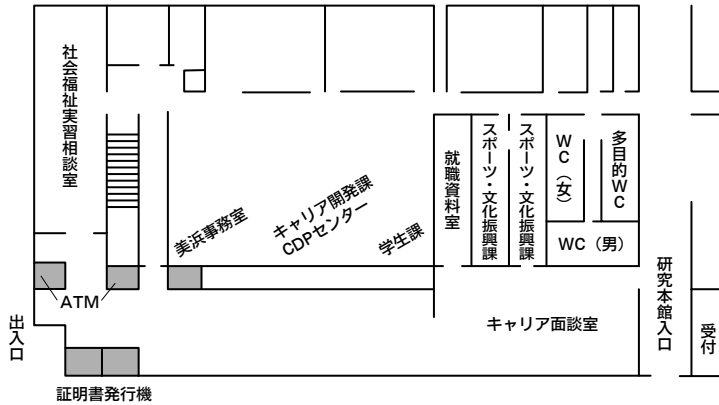 社会福祉実習相談室
美浜事務室
キャリア開発課
CDPセンター
学生課
就職資料室
スポーツ・文化振興課
スポーツ・文化振興課
WC（女）
多目的WC
WC（男）
ATM
出入口
キャリア面談室
研究本館入口
受付
証明書発行機